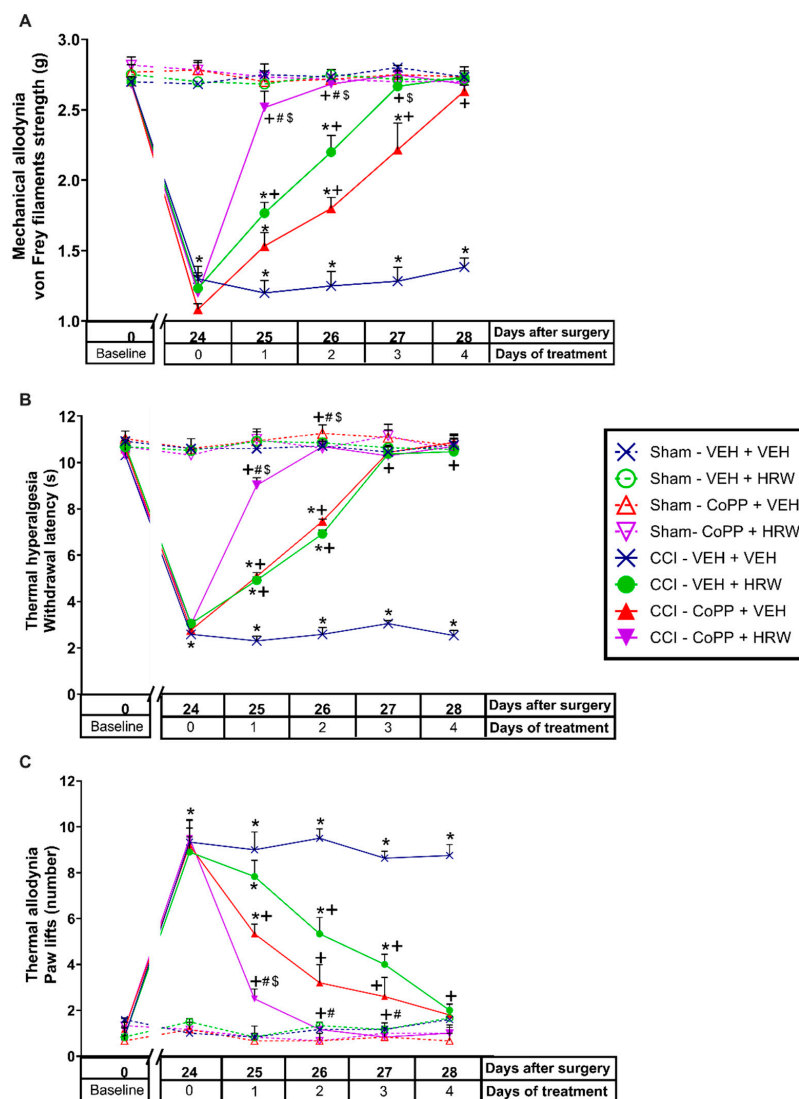 A
Mechanical allodynia
von Frey filaments strength (g)
3.0
2.5
2.0
1.5
1.0
+ # $
+ # $
+ $
+
*+
*+
*+
*+
*
*
*
*
*
*
0 24 25 26 27 28 Days after surgery
Baseline 0 1 2 3 4 Days of treatment
B
Thermal hyperalgesia
Withdrawal latency (s)
12
10
8
6
4
2
0
+ # $
+ # $
+
+
*+
*+
*+
*+
*
*
*
*
*
0 24 25 26 27 28 Days after surgery
Baseline 0 1 2 3 4 Days of treatment
Sham - VEH + VEH
Sham - VEH + HRW
Sham - CoPP + VEH
Sham- CoPP + HRW
CCI - VEH + VEH
CCI - VEH + HRW
CCI - CoPP + VEH
CCI - CoPP + HRW
C
Thermal allodynia
Paw lifts (number)
12
10
8
6
4
2
0
*
*
*
*
*
*
*+
*+
*+
+
+
+
+# $
+#
+#
0 24 25 26 27 28 Days after surgery
Baseline 0 1 2 3 4 Days of treatment